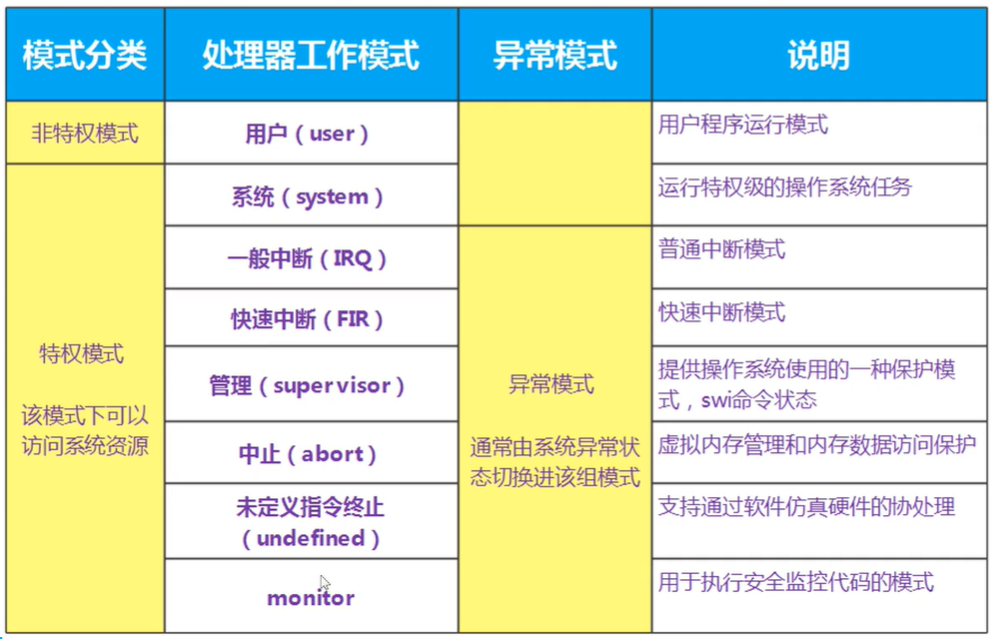 模式分类 处理器工作模式 异常模式 说明
非特权模式 用户（user） 用户程序运行模式
系统（system） 运行特权级的操作系统任务
一般中断（IRQ） 普通中断模式
快速中断（FIR） 快速中断模式
特权模式
该模式下可以
访问系统资源
管理（supervisor）
提供操作系统使用的一种保护模
式，swi命令状态
异常模式
通常由系统异常状
态切换进该组模式
中止（abort） 虚拟内存管理和内存数据访问保护
未定义指令终止
（undefined）
支持通过软件仿真硬件的协处理
monitor 用于执行安全监控代码的模式